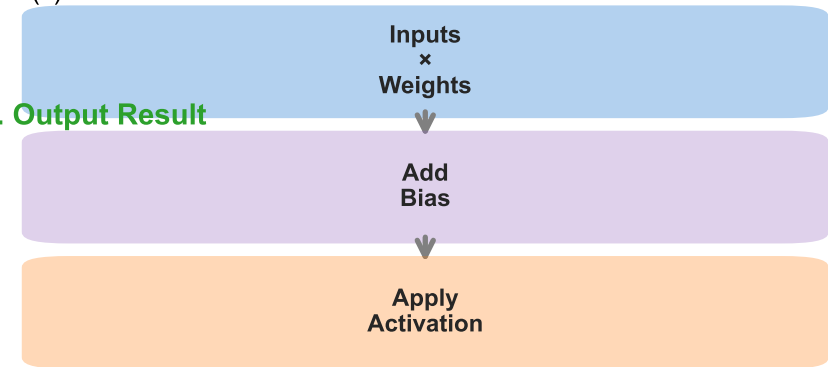 Inputs
×
Weights
. Output Result
Add
Bias
Apply
Activation